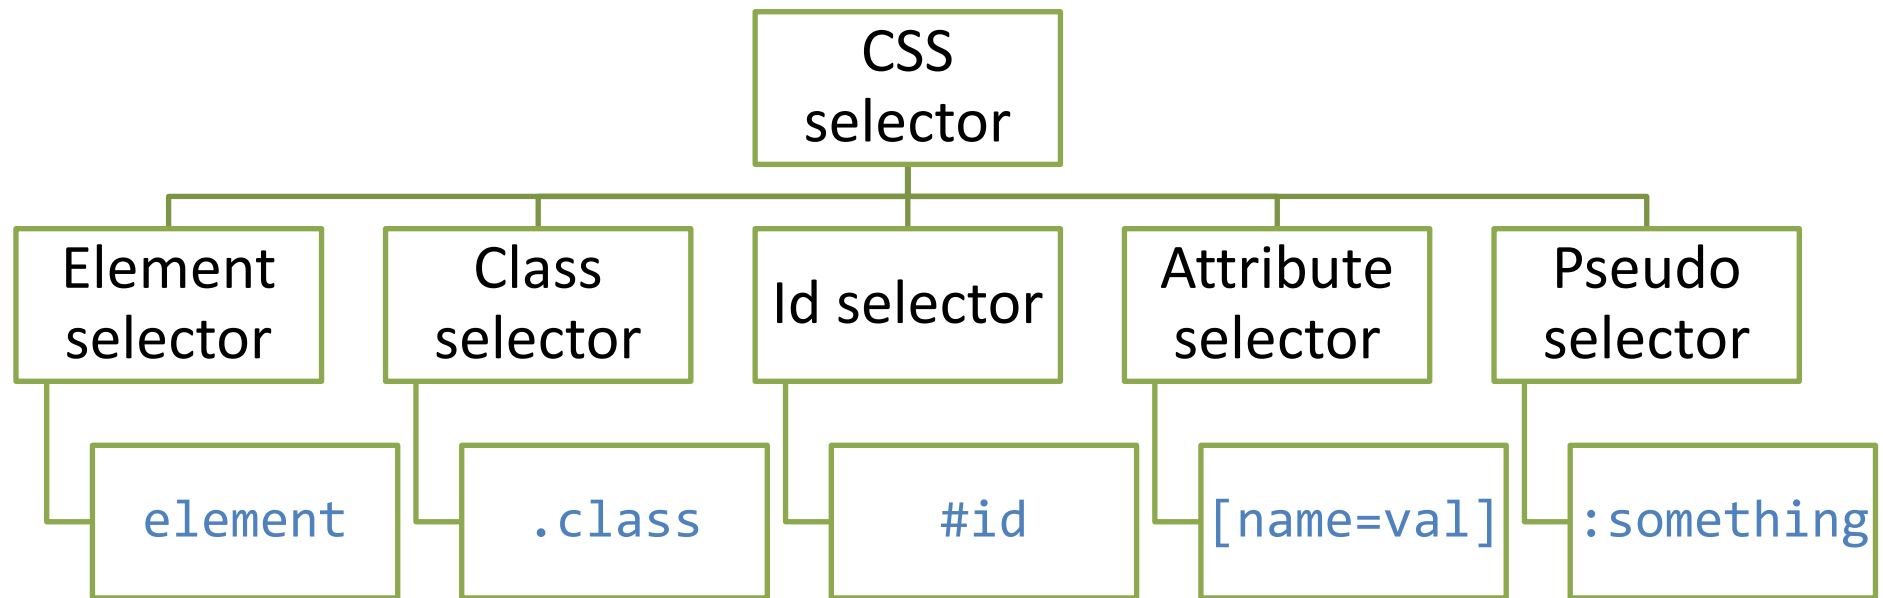 CSS
selector
Element
selector
Class
selector
Id selector
Attribute
selector
Pseudo
selector
element
.class
#id
[name=val]
:something